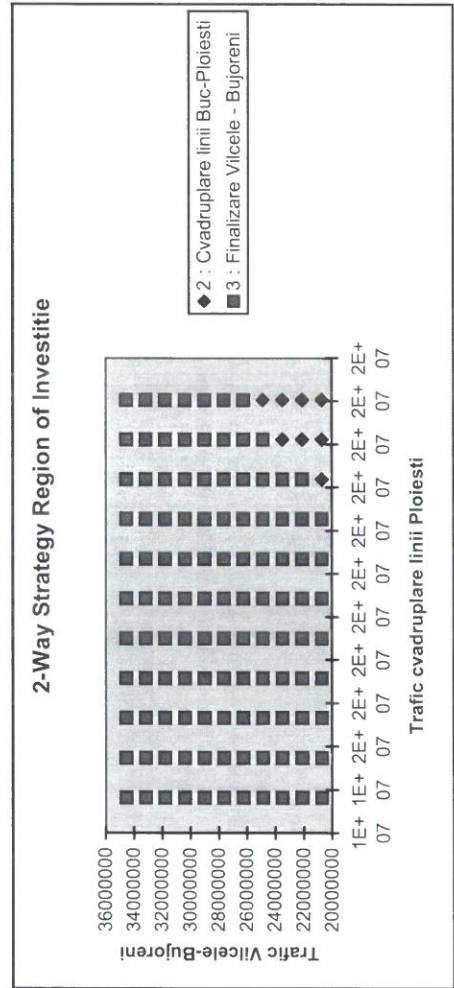 2-Way Strategy Region of Investitie
Trafic Vilcele-Bujoreni
36000000
34000000
32000000
30000000
28000000
26000000
24000000
22000000
20000000
1E+ 1E+ 2E+ 2E+ 2E+ 2E+ 2E+ 2E+ 2E+ 2E+ 2E+ 2E+
07 07 07 07 07 07 07 07 07 07 07 07
Trafic cvadruplare linii Ploiesti
2 : Cvadruplare linii Buc-Ploiesti
3 : Finalizare Vilcele - Bujoreni